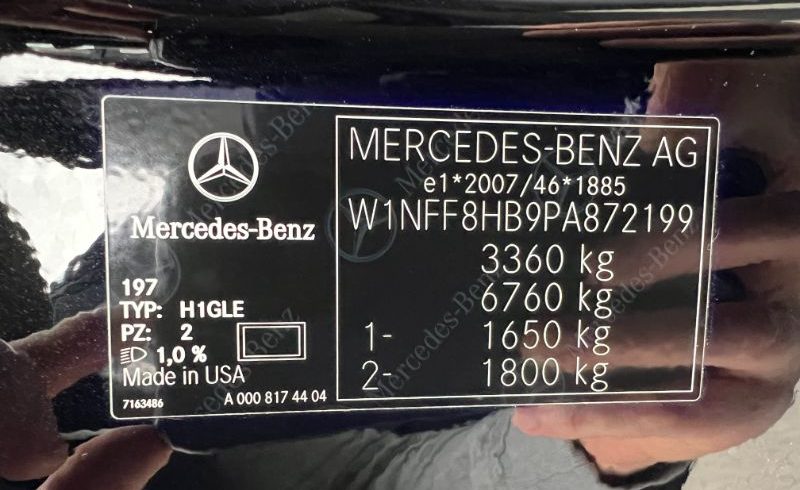 Mercedes-Benz
197
TYP: H1GLE
PZ: 2
1,0 %
Made in USA
7163486
A 000 817 44 04
MERCEDES-BENZ AG
e1*2007/46*1885
W1NFF8HB9PA872199
3360 kg
6760 kg
1- 1650 kg
2- 1800 kg